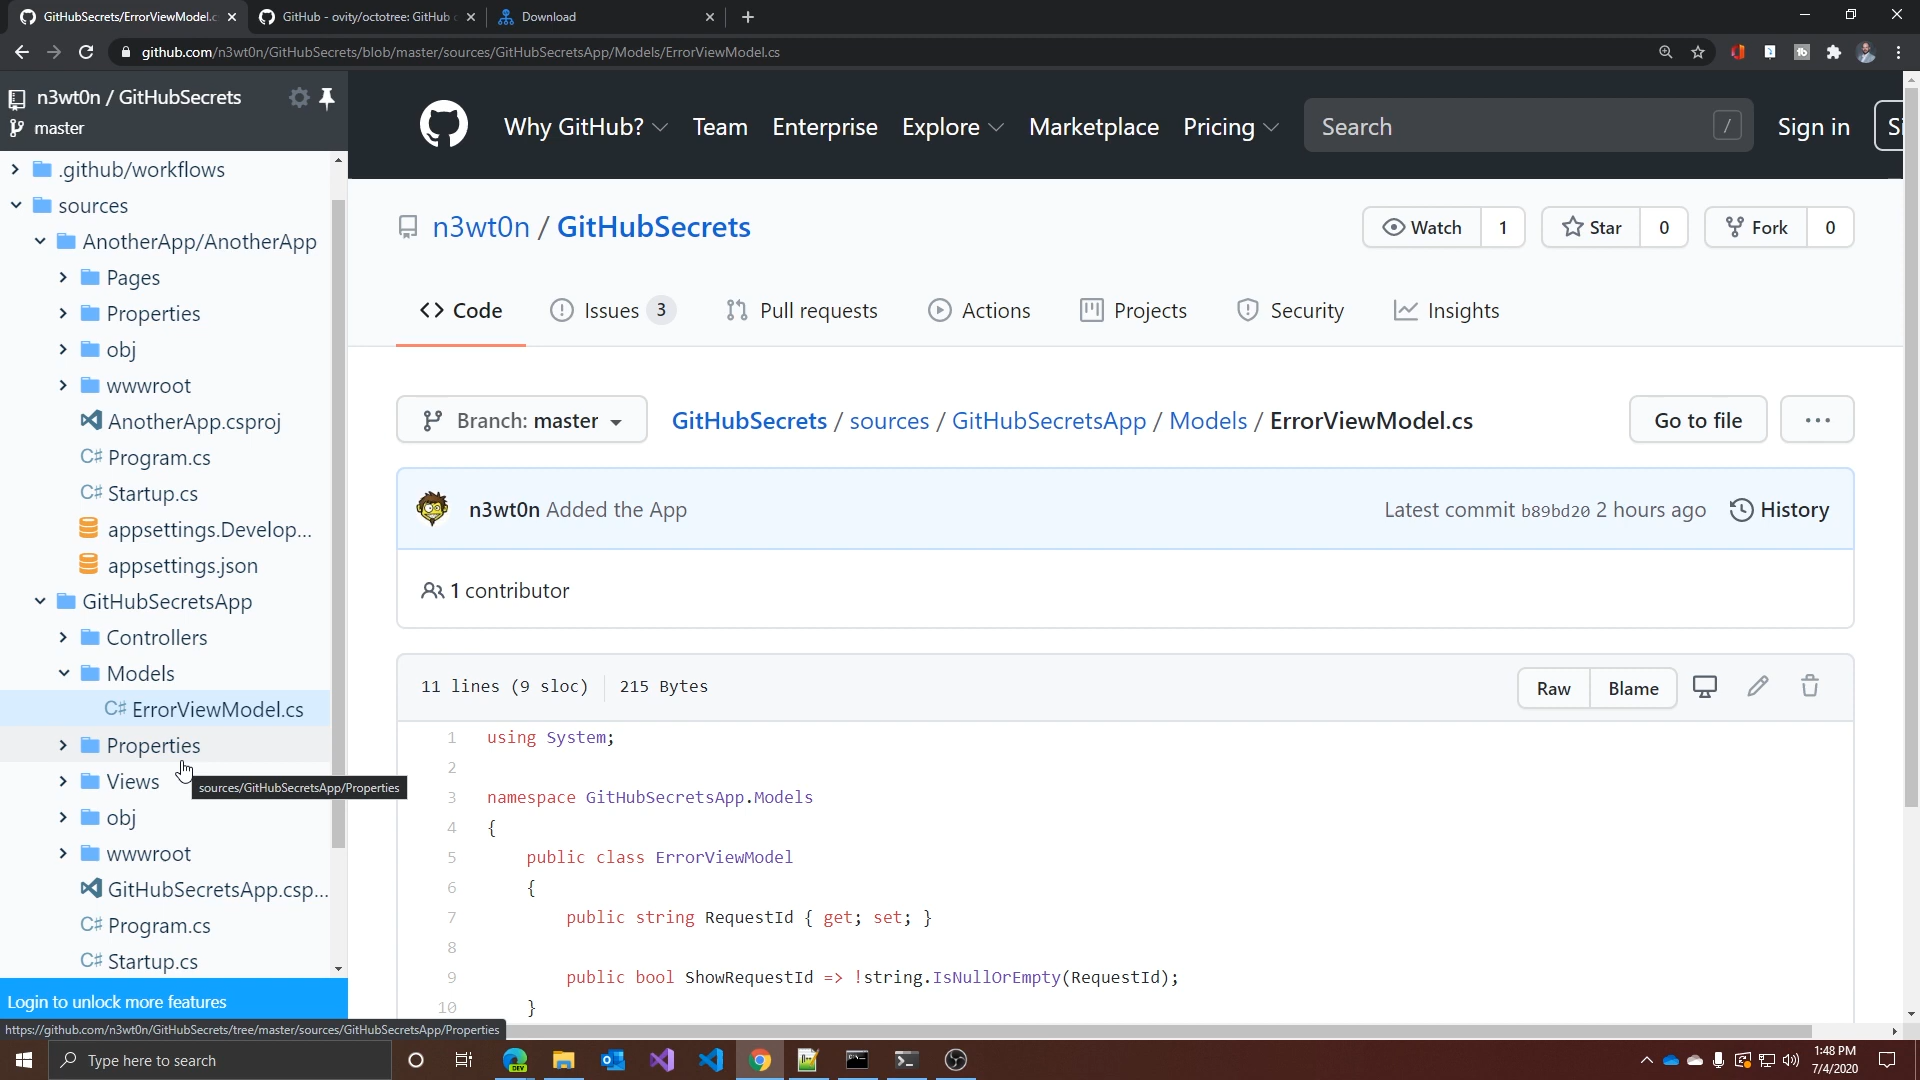 GitHubSecrets/ErrorViewModel.c
GitHub - ovity/octotree: GitHub c
Download
github.com/n3wt0n/GitHubSecrets/blob/master/sources/GitHubSecretsApp/Models/ErrorViewModel.cs
n3wt0n / GitHubSecrets
master
.github/workflows
sources
AnotherApp/AnotherApp
Pages
Properties
obj
wwwroot
AnotherApp.csproj
C# Program.cs
C# Startup.cs
appsettings.Develop...
appsettings.json
GitHubSecretsApp
Controllers
Models
C# ErrorViewModel.cs
Properties
Views
sources/GitHubSecretsApp/Properties
obj
wwwroot
GitHubSecretsApp.csp...
C# Program.cs
C# Startup.cs
Login to unlock more features
https://github.com/n3wt0n/GitHubSecrets/tree/master/sources/GitHubSecretsApp/Properties
Why GitHub? Team Enterprise Explore Marketplace Pricing Search / Sign in Si
n3wt0n / GitHubSecrets
Watch 1 Star 0 Fork 0
<> Code Issues 3 Pull requests Actions Projects Security Insights
Branch: master GitHubSecrets / sources / GitHubSecretsApp / Models / ErrorViewModel.cs Go to file ...
n3wt0n Added the App Latest commit b89bd20 2 hours ago History
1 contributor
11 lines (9 sloc) 215 Bytes Raw Blame
1 using System;
2
3 namespace GitHubSecretsApp.Models
4 {
5 public class ErrorViewModel
6 {
7 public string RequestId { get; set; }
8
9 public bool ShowRequestId => !string.IsNullOrEmpty(RequestId);
10 }
Type here to search
DEV
1:48 PM
7/4/2020